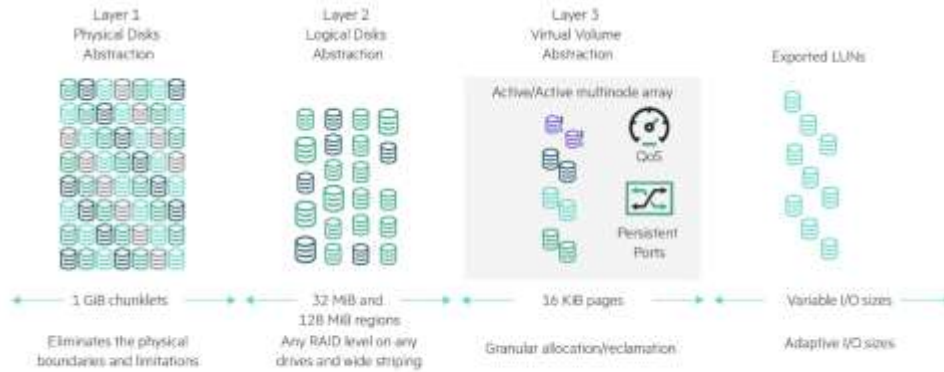 Layer 1
Physical Disks
Abstraction
Layer 2
Logical Disks
Abstraction
Layer 3
Virtual Volume
Abstraction
Exported LUNs
Active/Active multinode array
QoS
Persistent
Ports
1 GiB chunklets
32 MiB and
128 MiB regions
16 KiB pages
Variable I/O sizes
Eliminates the physical
boundaries and limitations
Any RAID level on any
drives and wide striping
Granular allocation/reclamation
Adaptive I/O sizes